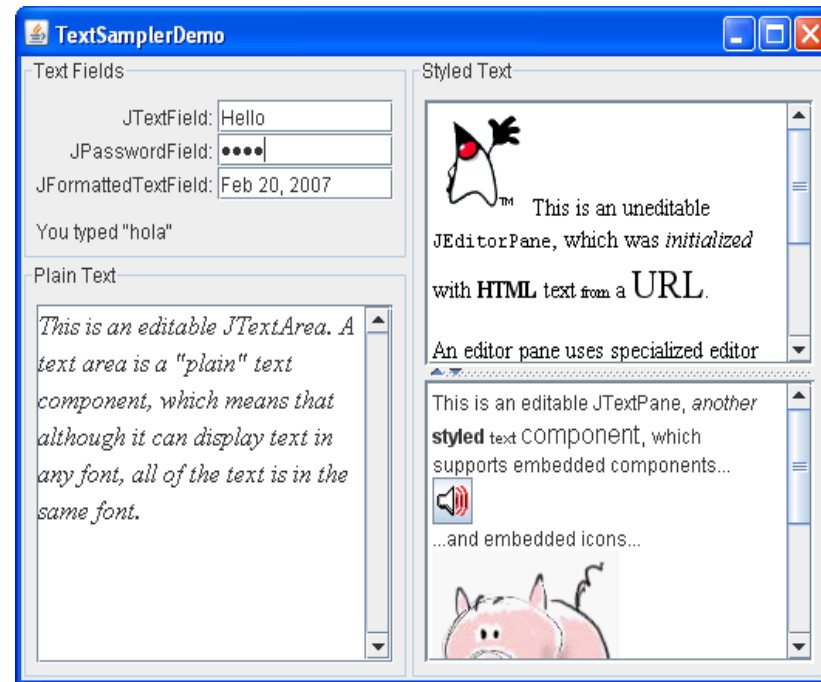 TextSamplerDemo
Text Fields
JTextField: Hello
JPasswordField: ●●●●
JFormattedTextField: Feb 20, 2007
You typed "hola"
Plain Text
This is an editable JTextArea. A
text area is a "plain" text
component, which means that
although it can display text in
any font, all of the text is in the
same font.
Styled Text
TM This is an uneditable
JEditorPane, which was initialized
with HTML text from a URL.
An editor pane uses specialized editor
This is an editable JTextPane, another
styled text component, which
supports embedded components...
...and embedded icons...